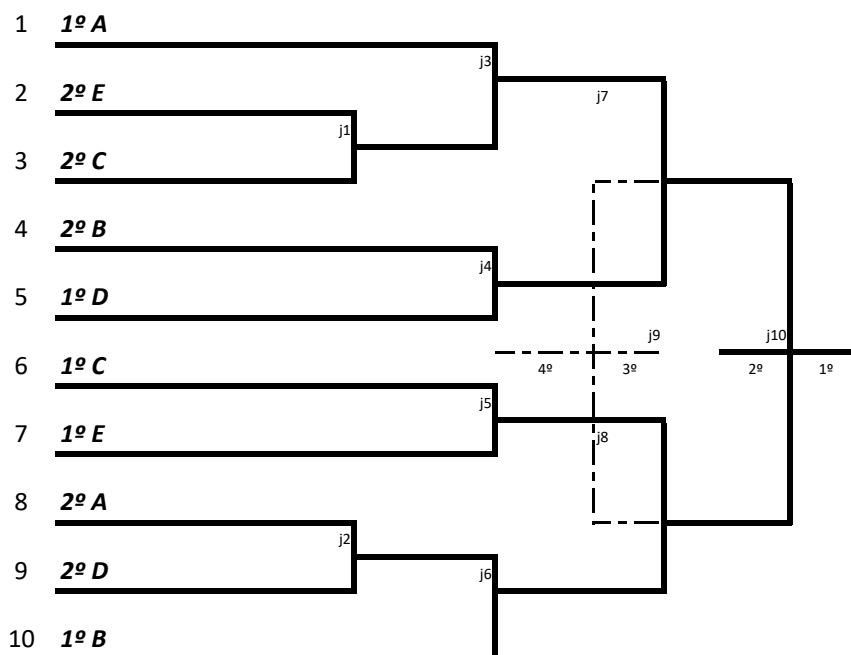 1 1º A
j3
2 2º E
j7
j1
3 2º C
4 2º B
j4
5 1º D
j9 j10
6 1º C
4º 3º 2º 1º
j5
7 1º E
j8
8 2º A
j2
9 2º D
j6
10 1º B